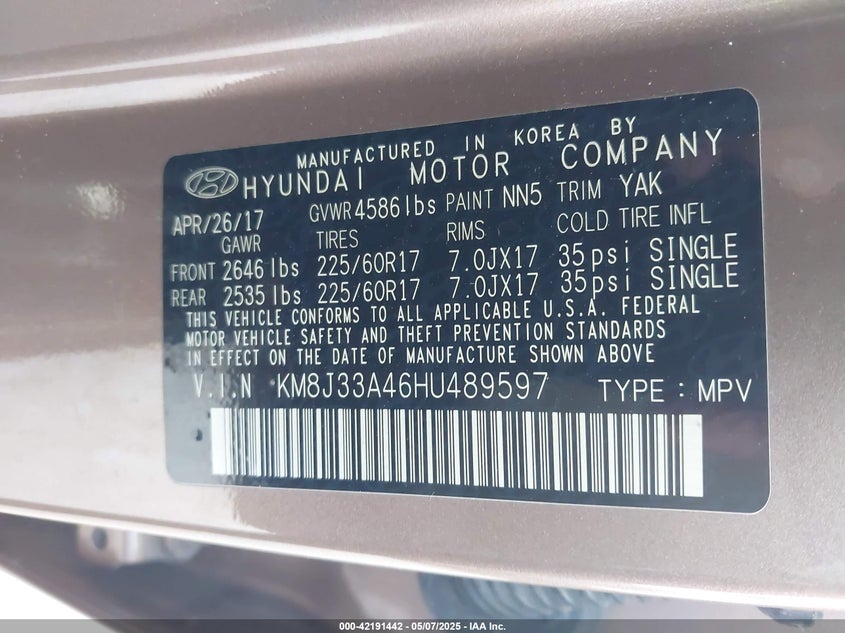 MANUFACTURED IN KOREA BY
HYUNDAI MOTOR COMPANY
APR/26/17 GVWR 4586 lbs PAINT NN5 TRIM YAK
GAWR TIRES RIMS COLD TIRE INFL
FRONT 2646 lbs 225/60R17 7.0JX17 35psi SINGLE
REAR 2535 lbs 225/60R17 7.0JX17 35psi SINGLE
THIS VEHICLE CONFORMS TO ALL APPLICABLE U.S.A. FEDERAL
MOTOR VEHICLE SAFETY AND THEFT PREVENTION STANDARDS
IN EFFECT ON THE DATE OF MANUFACTURE SHOWN ABOVE
V.I.N KM8J33A46HU489597 TYPE : MPV
000-42191442 - 05/07/2025 - IAA Inc.